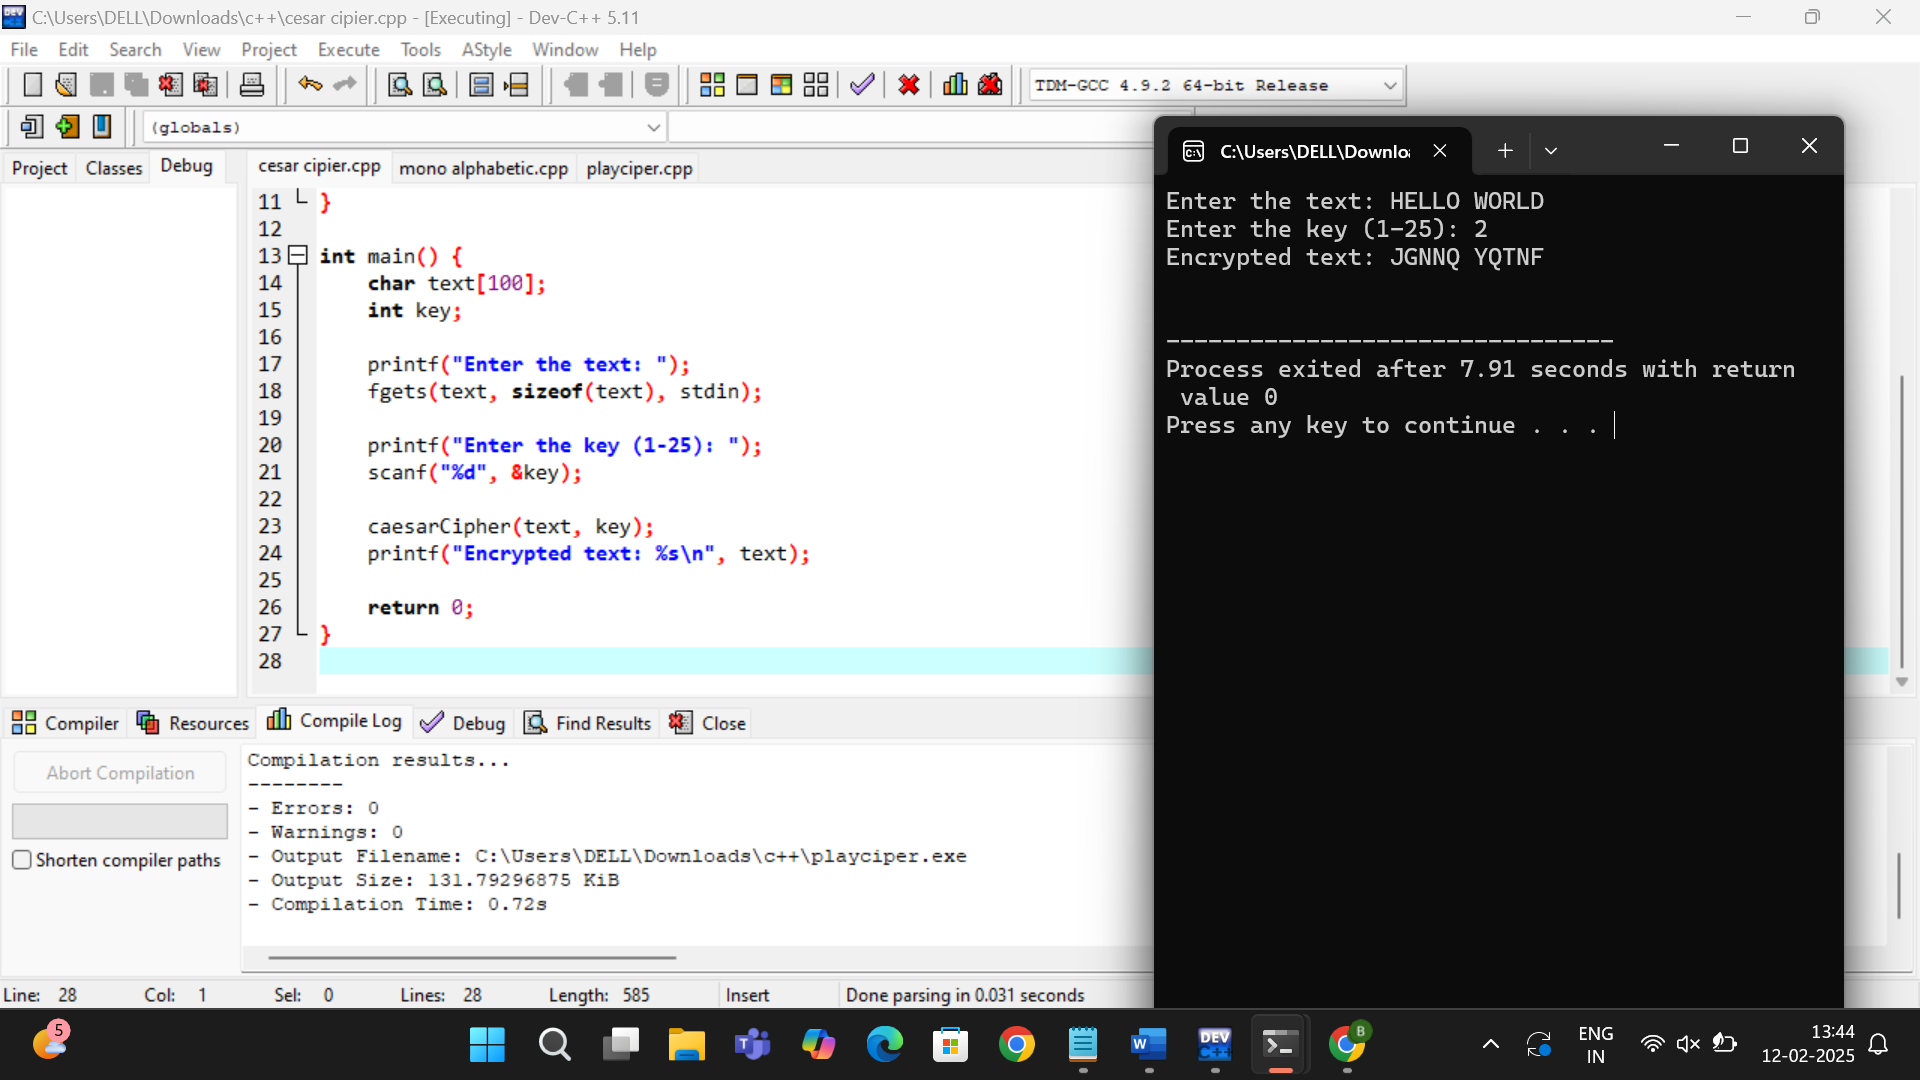 C:\Users\DELL\Downloads\c++\cesar cipier.cpp - [Executing] - Dev-C++ 5.11
File Edit Search View Project Execute Tools AStyle Window Help
TDM-GCC 4.9.2 64-bit Release
(globals)
Project Classes Debug
cesar cipier.cpp mono alphabetic.cpp playciper.cpp
11 }
12
13 int main() {
14 char text[100];
15 int key;
16
17 printf("Enter the text: ");
18 fgets(text, sizeof(text), stdin);
19
20 printf("Enter the key (1-25): ");
21 scanf("%d", &key);
22
23 caesarCipher(text, key);
24 printf("Encrypted text: %s\n", text);
25
26 return 0;
27 }
28
C:\Users\DELL\Downlo
Enter the text: HELLO WORLD
Enter the key (1-25): 2
Encrypted text: JGNNQ YQTNF
--------------------------------
Process exited after 7.91 seconds with return
value 0
Press any key to continue . . .
Compiler Resources Compile Log Debug Find Results Close
Abort Compilation
Shorten compiler paths
Compilation results...
--------
- Errors: 0
- Warnings: 0
- Output Filename: C:\Users\DELL\Downloads\c++\playciper.exe
- Output Size: 131.79296875 KiB
- Compilation Time: 0.72s
Line: 28 Col: 1 Sel: 0 Lines: 28 Length: 585 Insert Done parsing in 0.031 seconds
5
DEV
C++
B
ENG
IN
13:44
12-02-2025